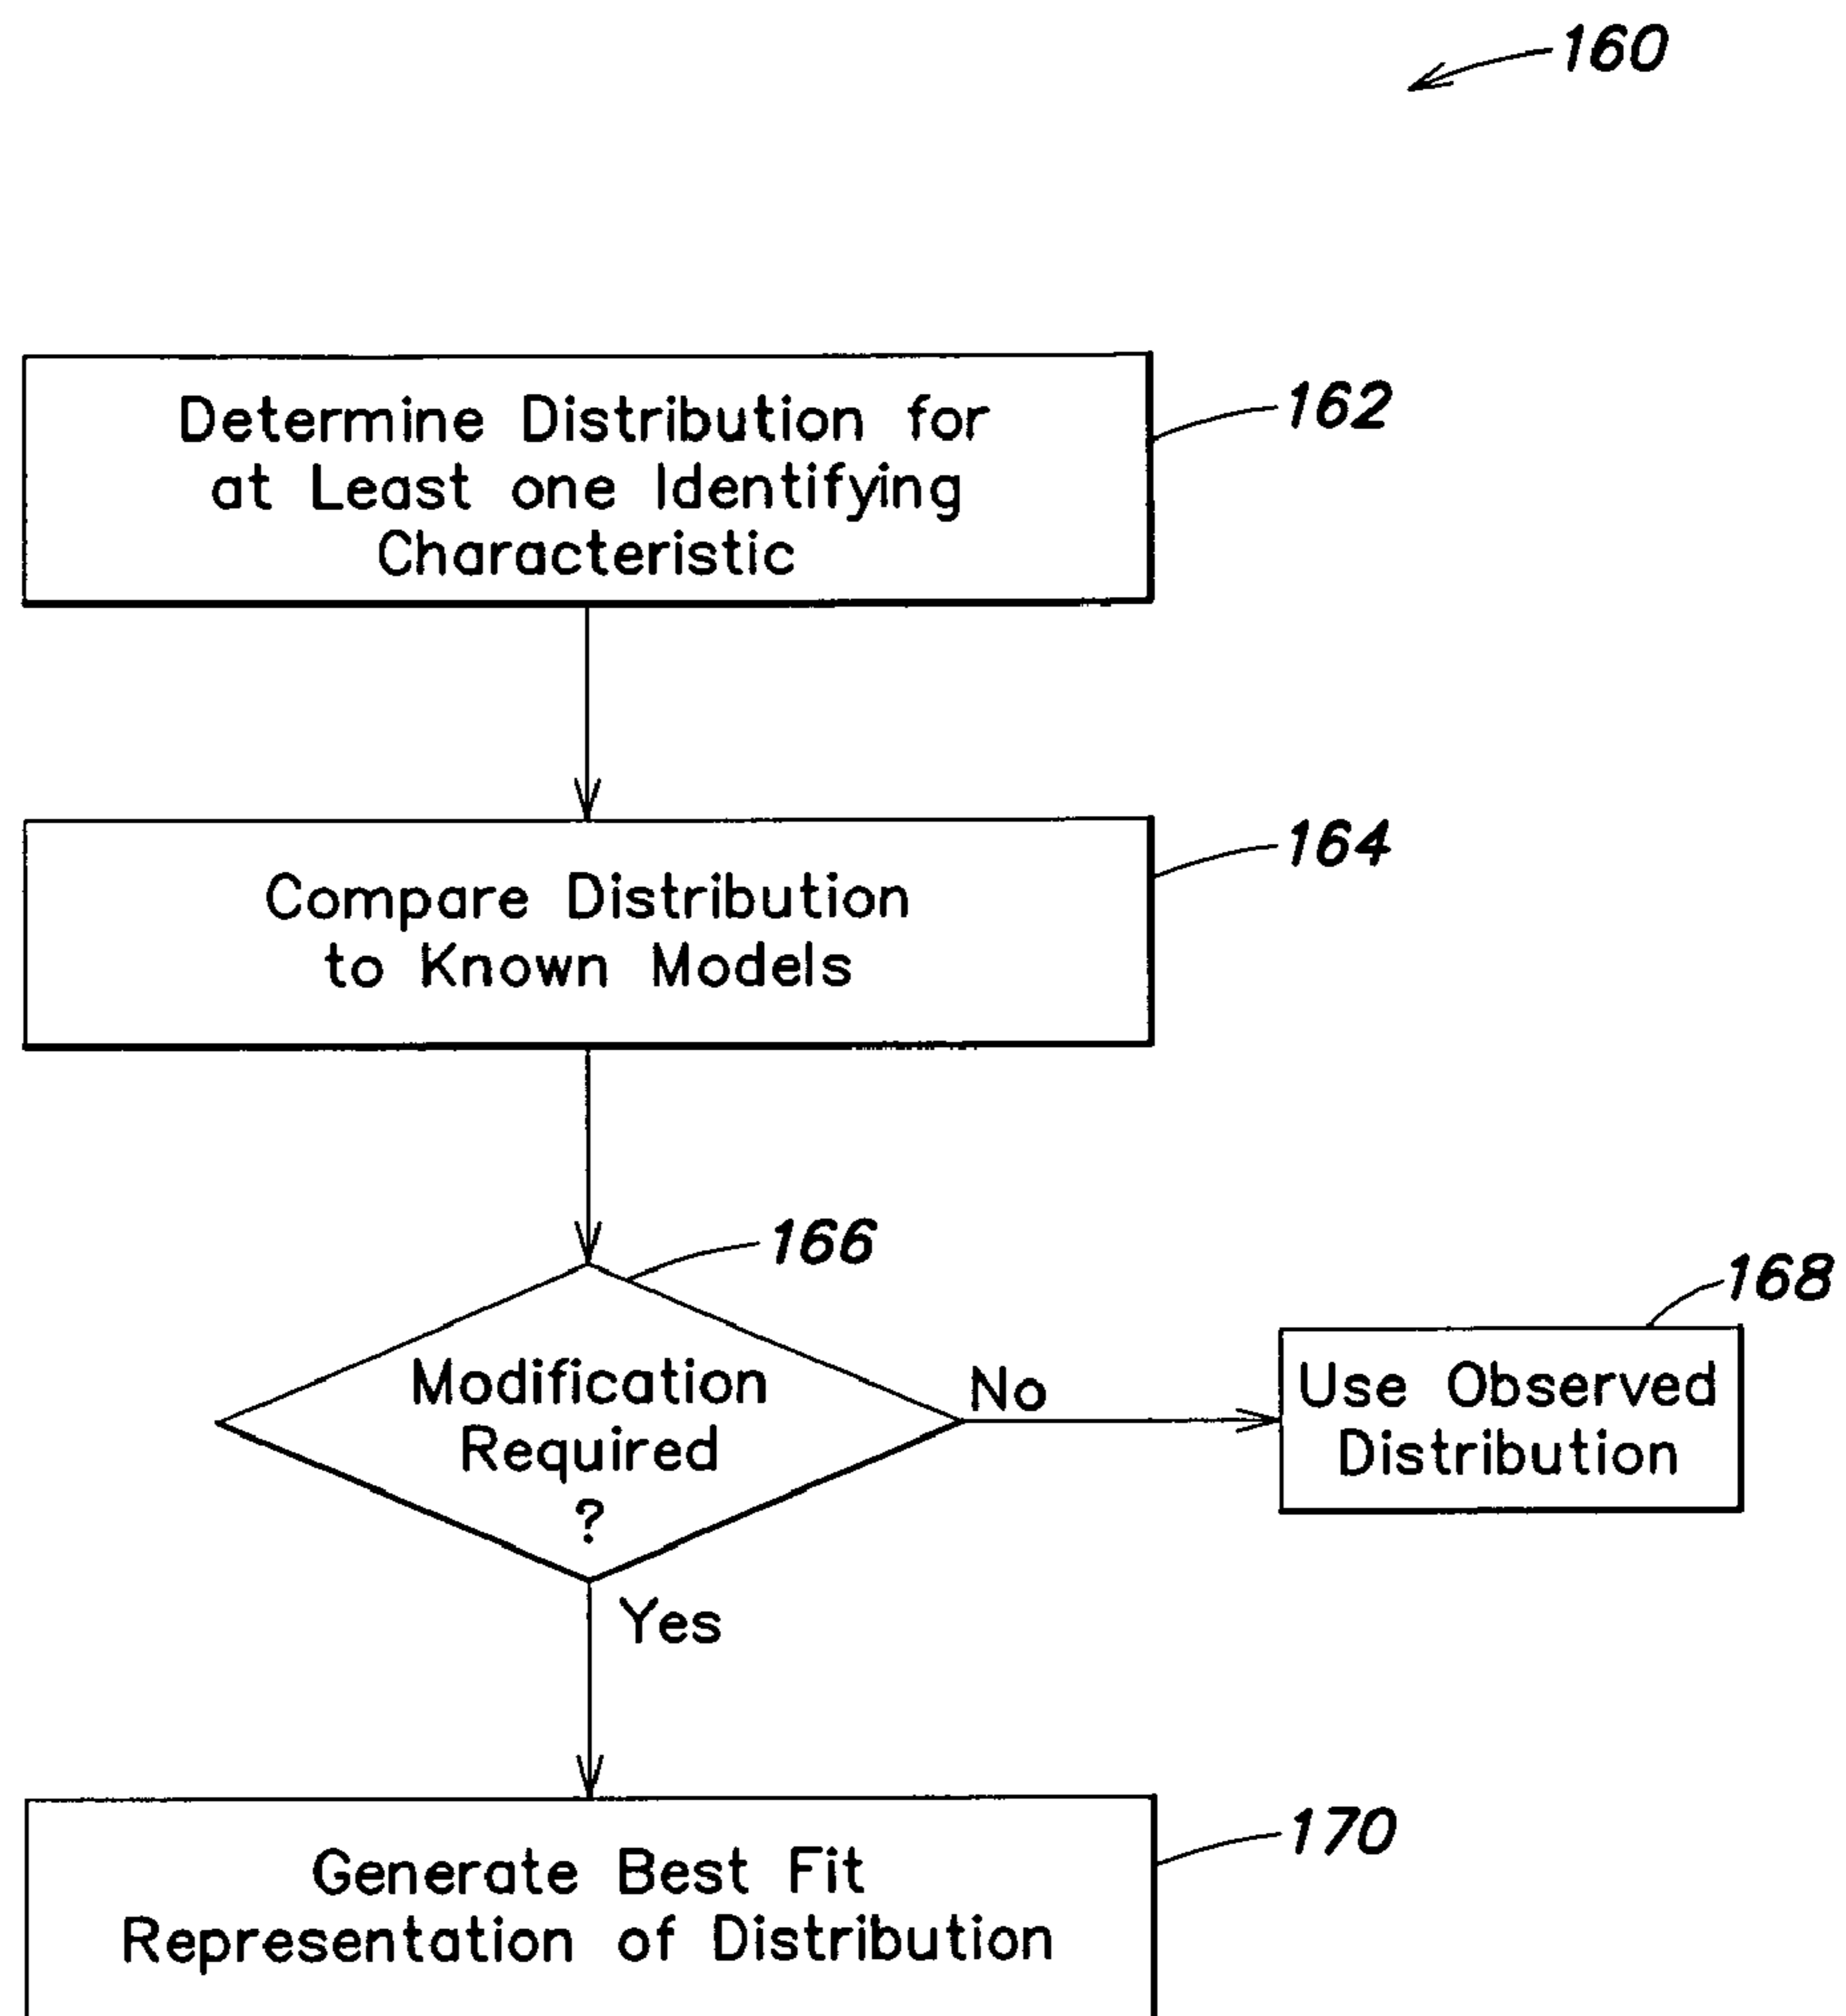 160
Determine Distribution for
at Least one Identifying
Characteristic
162
Compare Distribution
to Known Models
164
166
Modification
Required
?
No
168
Use Observed
Distribution
Yes
170
Generate Best Fit
Representation of Distribution